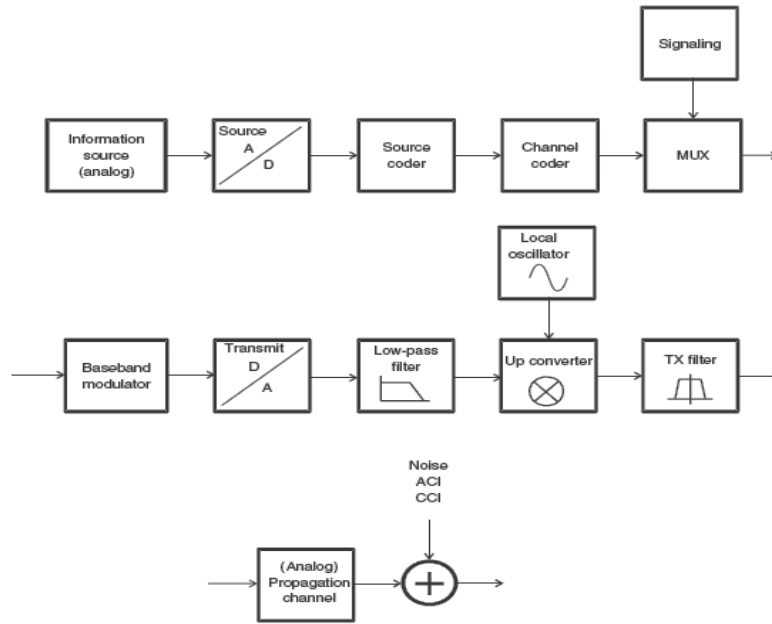 Signaling
Information
source
(analog)
Source
A
D
Source
coder
Channel
coder
MUX
Local
oscillator
Baseband
modulator
Transmit
D
A
Low-pass
filter
Up converter
TX filter
Noise
ACI
CCI
(Analog)
Propagation
channel